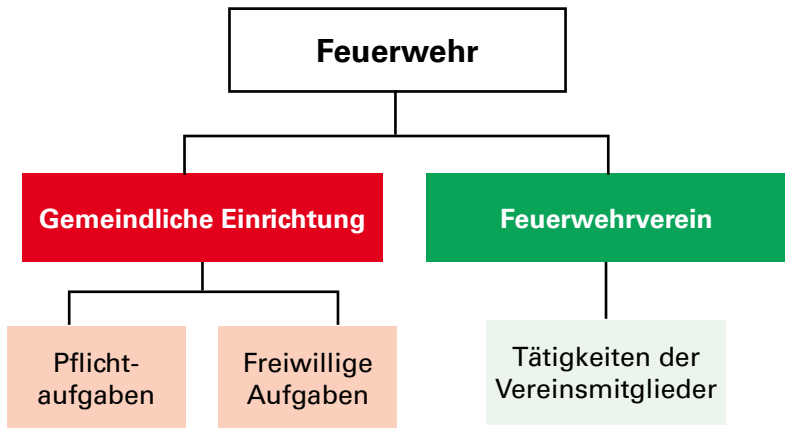 Feuerwehr
Gemeindliche Einrichtung
Feuerwehrverein
Pflicht-
aufgaben
Freiwillige
Aufgaben
Tätigkeiten der
Vereinsmitglieder